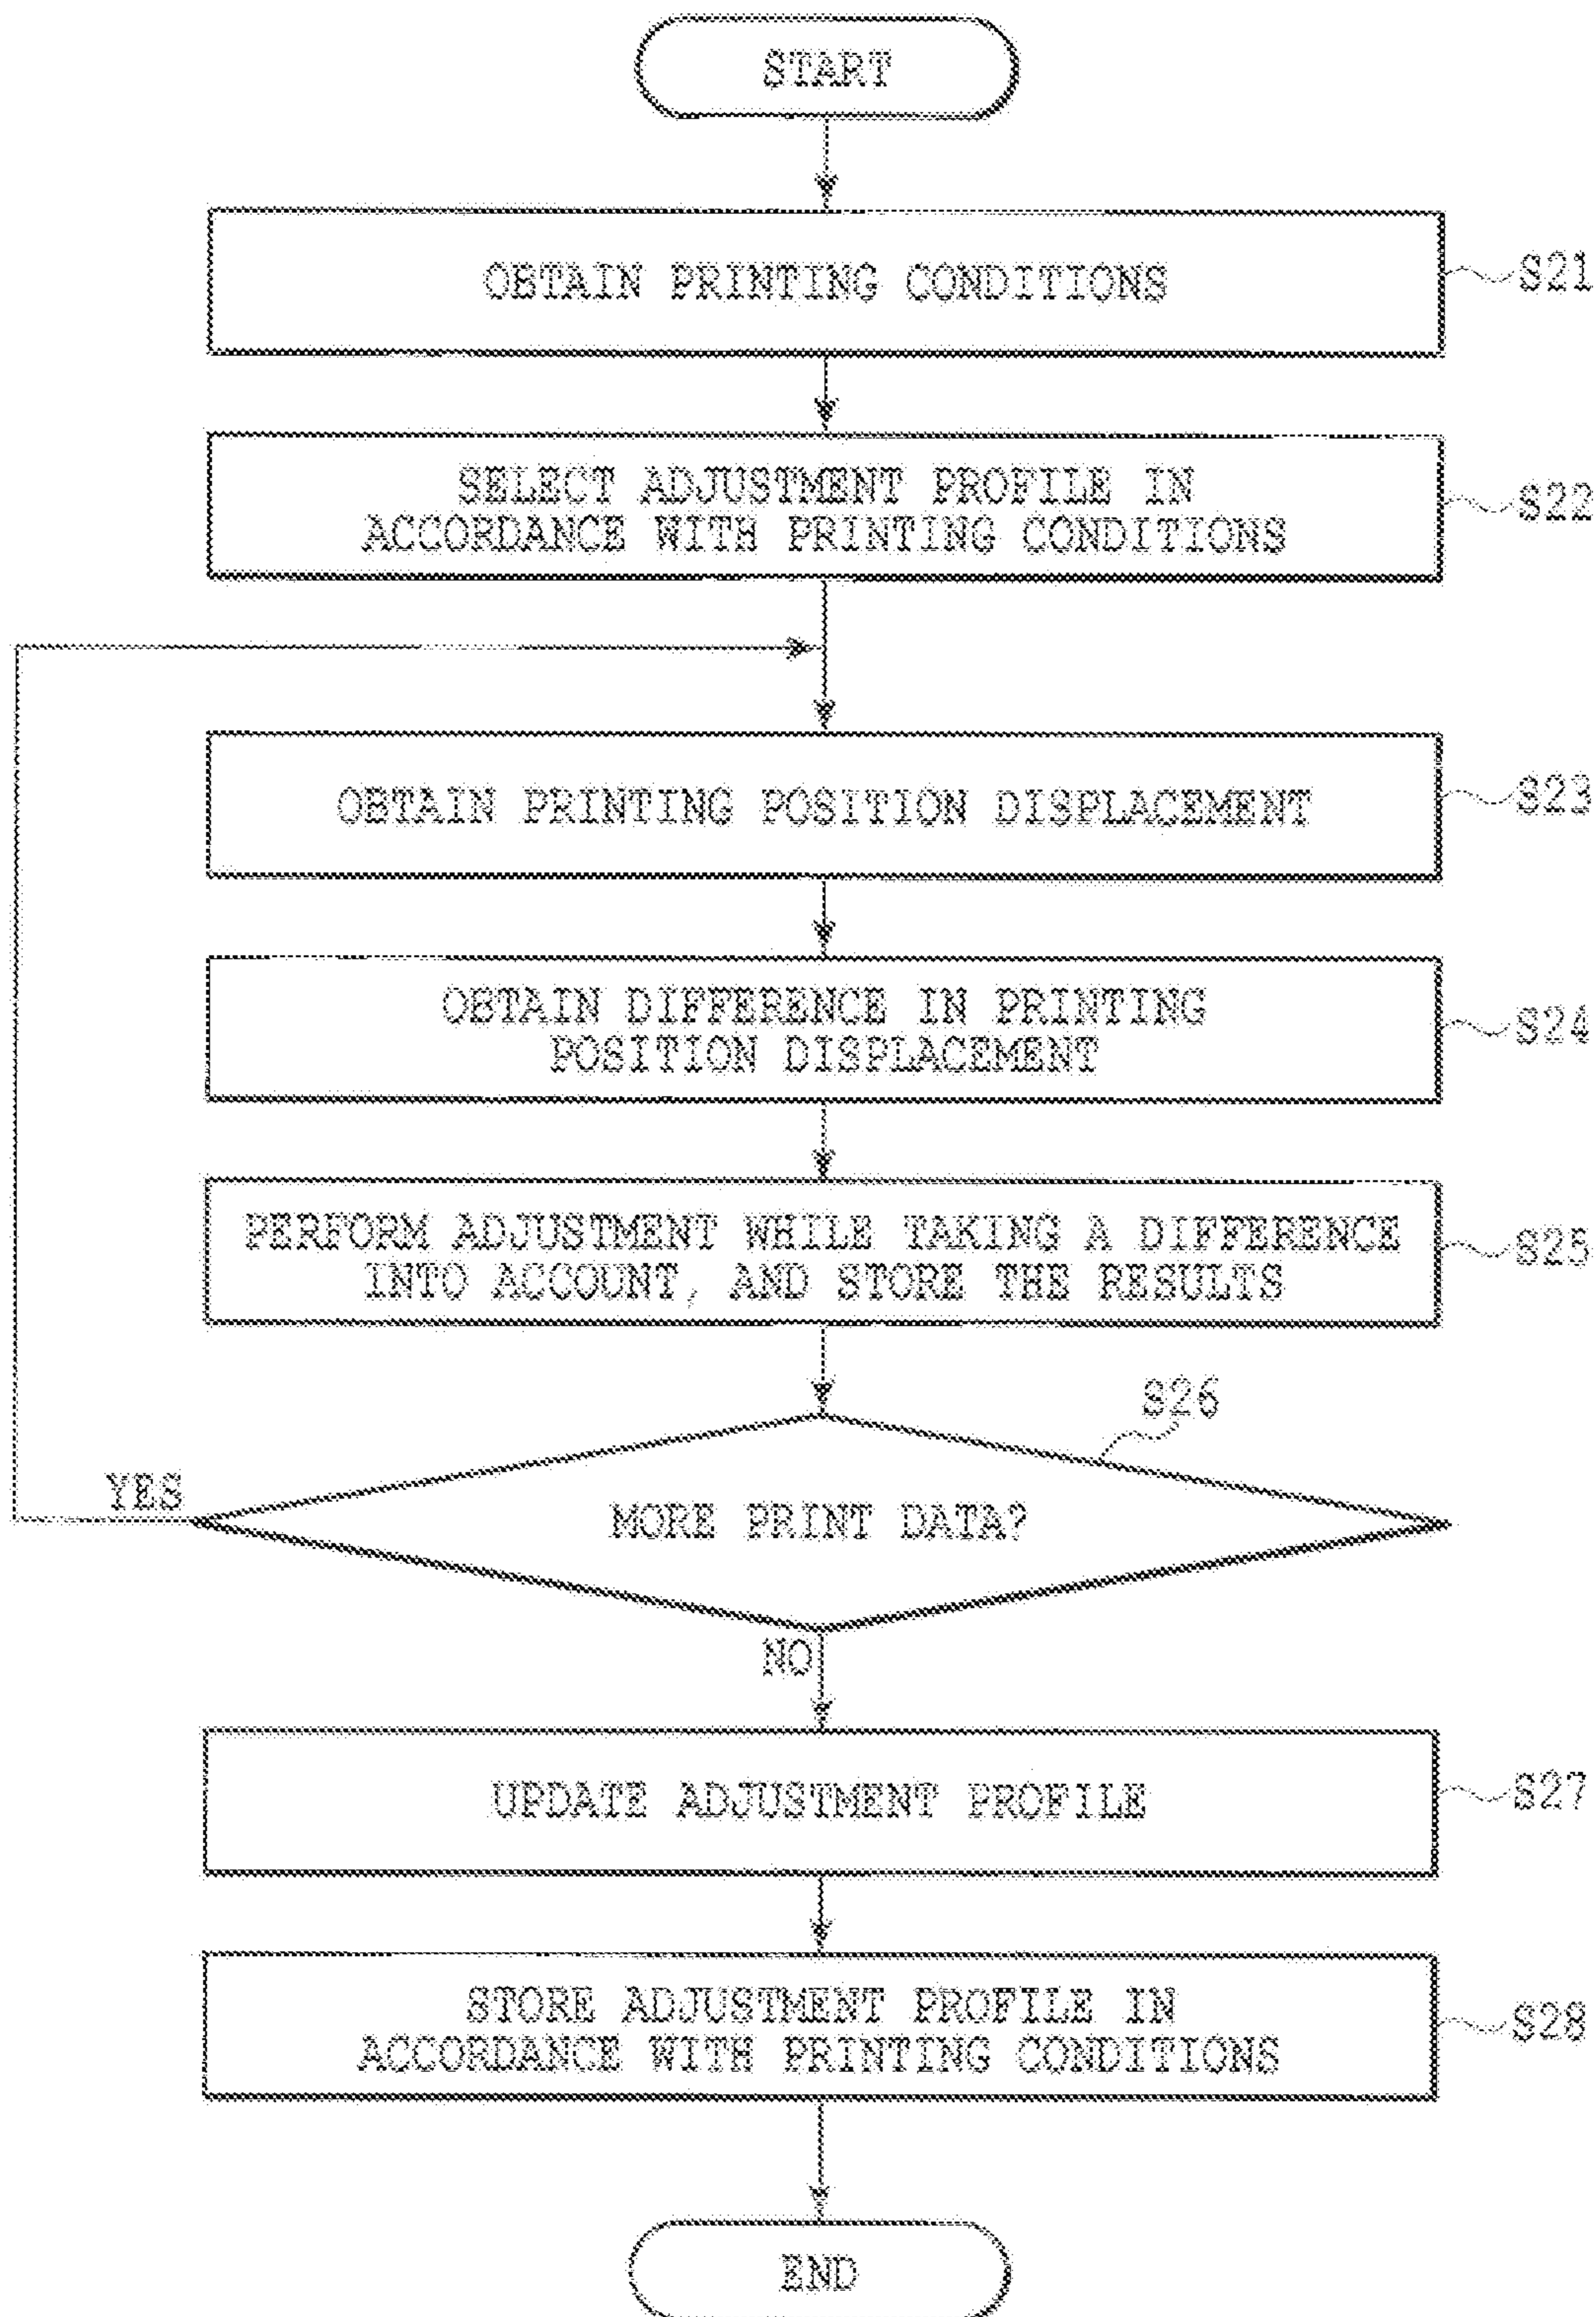 START
OBTAIN PRINTING CONDITIONS
S21
SELECT ADJUSTMENT PROFILE IN
ACCORDANCE WITH PRINTING CONDITIONS
S22
OBTAIN PRINTING POSITION DISPLACEMENT
S23
OBTAIN DIFFERENCE IN PRINTING
POSITION DISPLACEMENT
S24
PERFORM ADJUSTMENT WHILE TAKING A DIFFERENCE
INTO ACCOUNT, AND STORE THE RESULTS
S25
S26
YES
MORE PRINT DATA?
NO
UPDATE ADJUSTMENT PROFILE
S27
STORE ADJUSTMENT PROFILE IN
ACCORDANCE WITH PRINTING CONDITIONS
S28
END